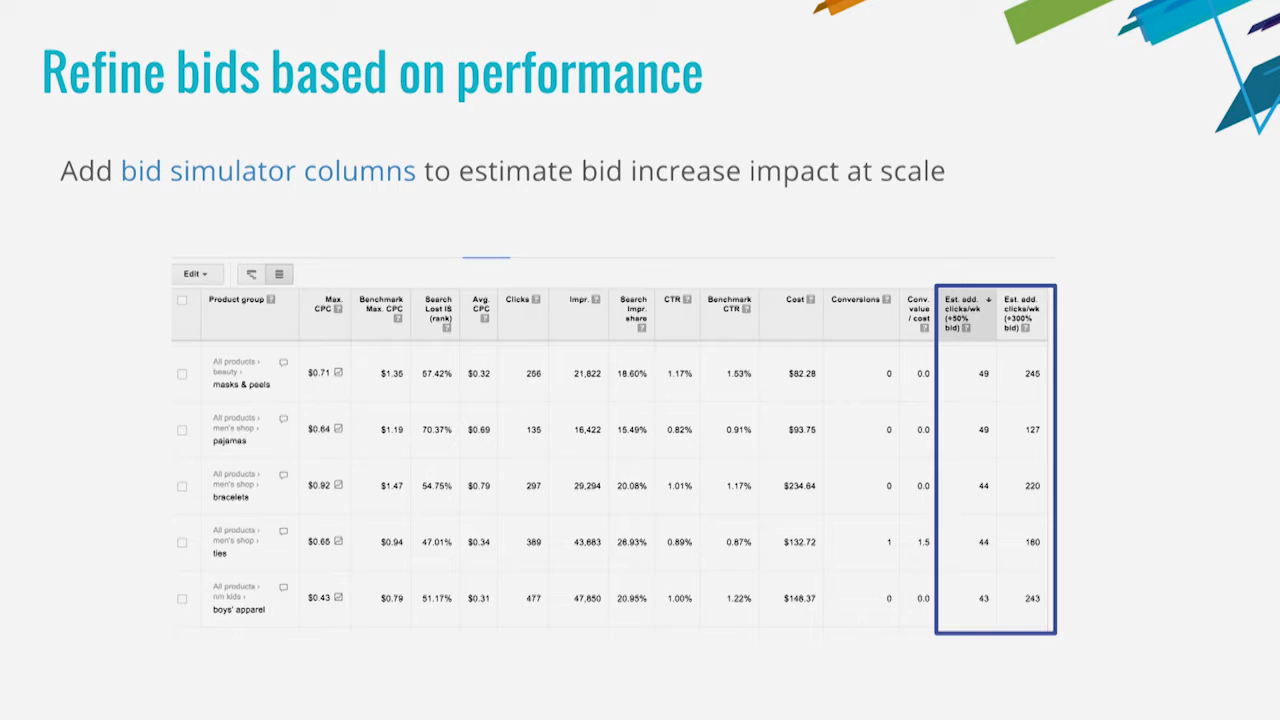 Refine bids based on performance
Add bid simulator columns to estimate bid increase impact at scale
Edit
Product group ? Max. CPC ? Benchmark Max. CPC ? Search Lost IS (rank) ? Avg. CPC ? Clicks ? Impr. ? Search Impr. share ? CTR ? Benchmark CTR ? Cost ? Conversions ? Conv. value / cost ? Est. add. clicks/wk (+50% bid) ? Est. add. clicks/wk (+300% bid) ?
All products ›
beauty ›
masks & peels $0.71 $1.35 57.42% $0.32 256 21,822 18.60% 1.17% 1.53% $82.28 0 0.0 49 245
All products ›
men's shop ›
pajamas $0.64 $1.19 70.37% $0.69 135 16,422 15.49% 0.82% 0.91% $93.75 0 0.0 49 127
All products ›
men's shop ›
bracelets $0.92 $1.47 54.75% $0.79 297 29,294 20.08% 1.01% 1.17% $234.64 0 0.0 44 220
All products ›
men's shop ›
ties $0.65 $0.94 47.01% $0.34 389 43,683 26.93% 0.89% 0.87% $132.72 1 1.5 44 160
All products ›
nm kids ›
boys' apparel $0.43 $0.79 51.17% $0.31 477 47,850 20.95% 1.00% 1.22% $148.37 0 0.0 43 243